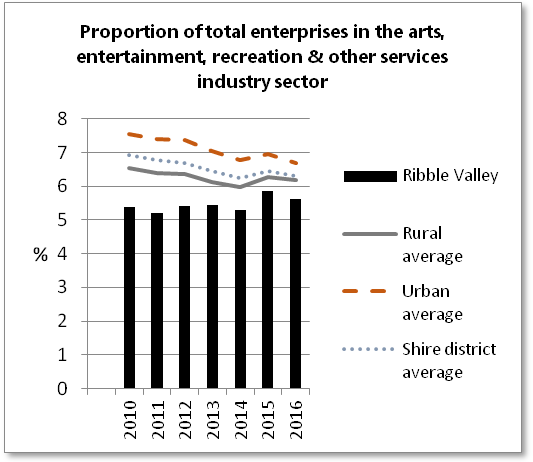 Proportion of total enterprises in the arts,
entertainment, recreation & other services
industry sector
8
7
6
5
4
3
2
1
0
%
2010
2011
2012
2013
2014
2015
2016
Ribble Valley
Rural
average
Urban
average
Shire district
average